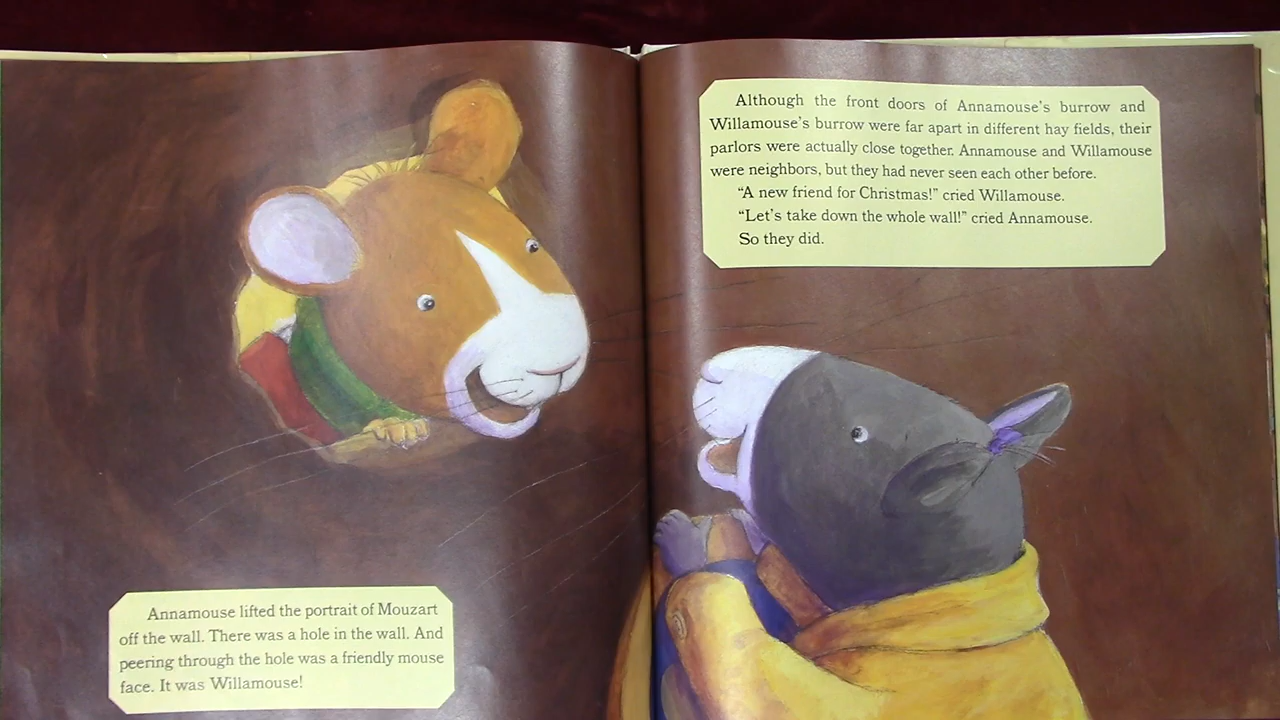 Annamouse lifted the portrait of Mouzart
off the wall. There was a hole in the wall. And
peering through the hole was a friendly mouse
face. It was Willamouse!
Although the front doors of Annamouse's burrow and
Willamouse's burrow were far apart in different hay fields, their
parlors were actually close together. Annamouse and Willamouse
were neighbors, but they had never seen each other before.
"A new friend for Christmas!" cried Willamouse.
"Let's take down the whole wall!" cried Annamouse.
So they did.